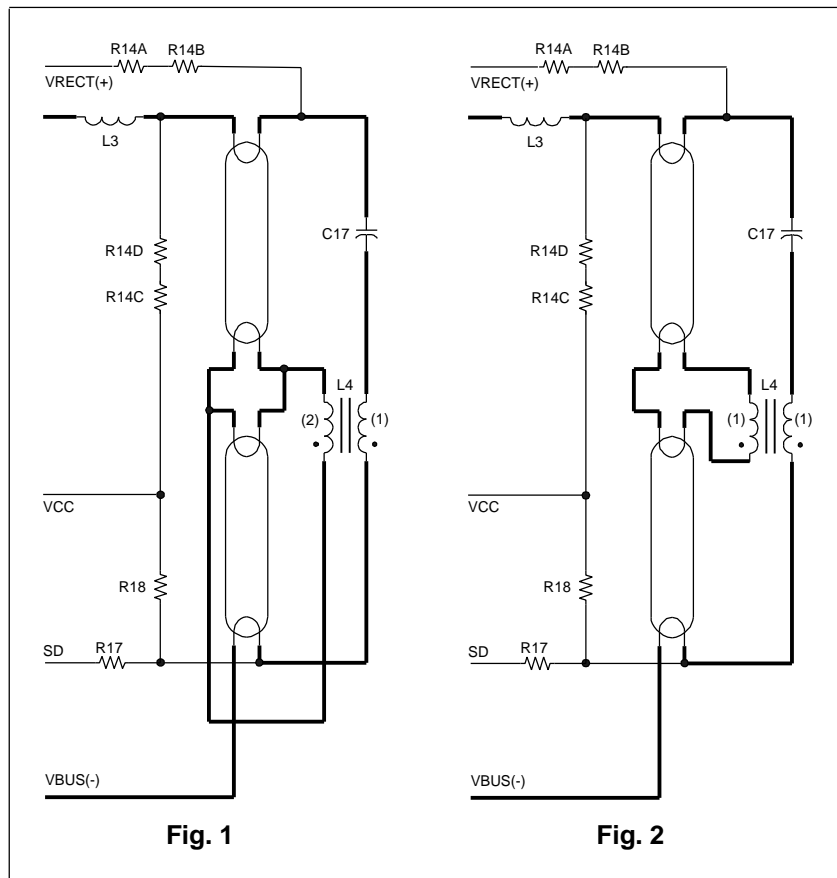 R14A R14B
VRECT(+)
L3
C17
R14D
R14C
L4
(2) (1)
VCC
R18
SD
R17
VBUS(-)
Fig. 1
R14A R14B
VRECT(+)
L3
C17
R14D
R14C
L4
(1) (1)
VCC
R18
SD
R17
VBUS(-)
Fig. 2